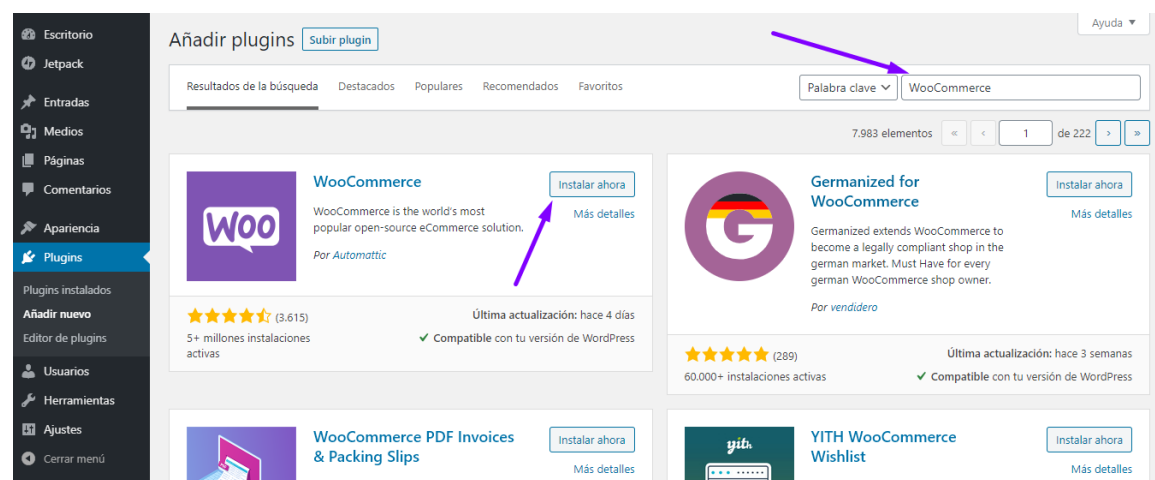 Escritorio
Jetpack
Entradas
Medios
Páginas
Comentarios
Apariencia
Plugins
Plugins instalados
Añadir nuevo
Editor de plugins
Usuarios
Herramientas
Ajustes
Cerrar menú
Ayuda ▼
Añadir plugins Subir plugin
Resultados de la búsqueda Destacados Populares Recomendados Favoritos
Palabra clave WooCommerce
7.983 elementos « ‹ 1 de 222 › »
WOO
WooCommerce
Instalar ahora
Más detalles
WooCommerce is the world's most
popular open-source eCommerce solution.
Por Automattic
(3.615)
5+ millones instalaciones
activas
Última actualización: hace 4 días
✔ Compatible con tu versión de WordPress
G
Germanized for
WooCommerce
Instalar ahora
Más detalles
Germanized extends WooCommerce to
become a legally compliant shop in the
german market. Must Have for every
german WooCommerce shop owner.
Por vendidero
(289)
60.000+ instalaciones activas
Última actualización: hace 3 semanas
✔ Compatible con tu versión de WordPress
WooCommerce PDF Invoices
& Packing Slips
Instalar ahora
Más detalles
yith
YITH WooCommerce
Wishlist
Instalar ahora
Más detalles